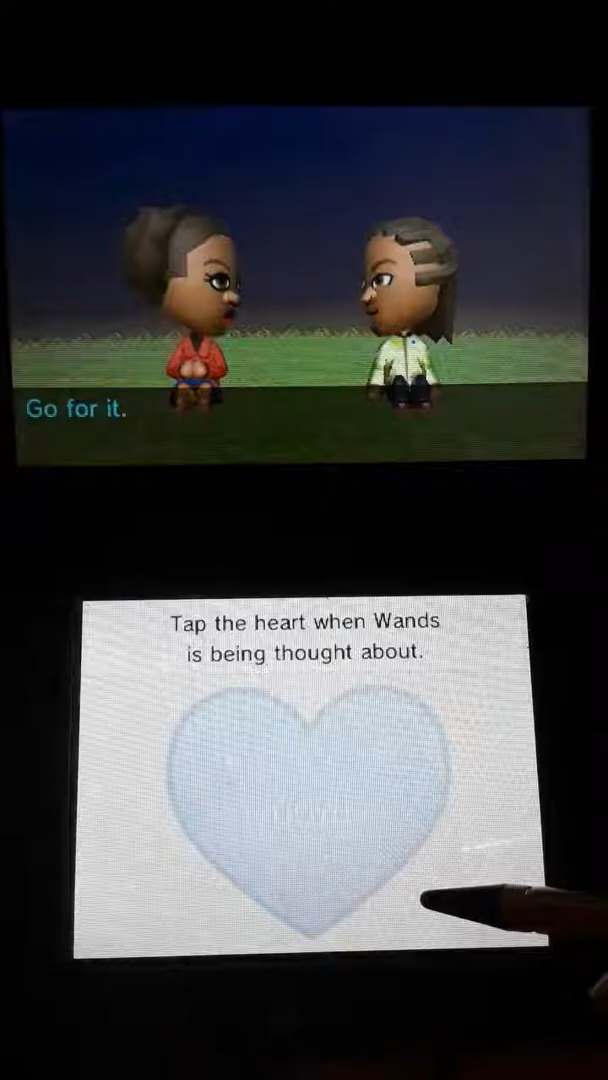 Go for it.
Tap the heart when Wands
is being thought about.